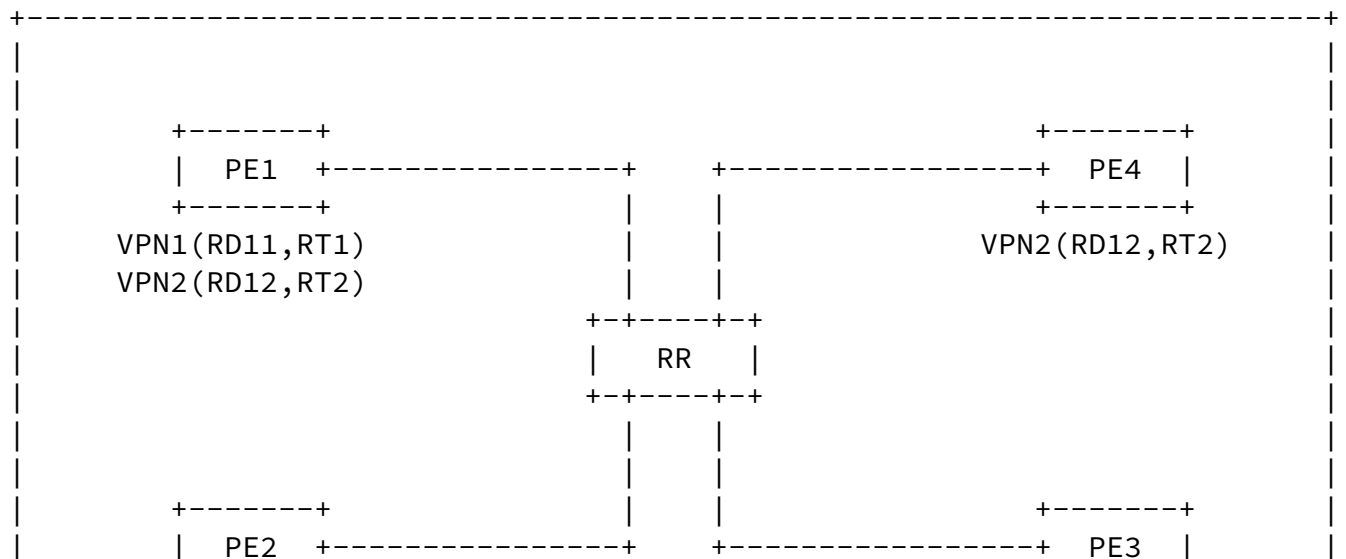 PE1 PE4
VPN1(RD11,RT1) VPN2(RD12,RT2)
VPN2(RD12,RT2)
RR
PE2 PE3